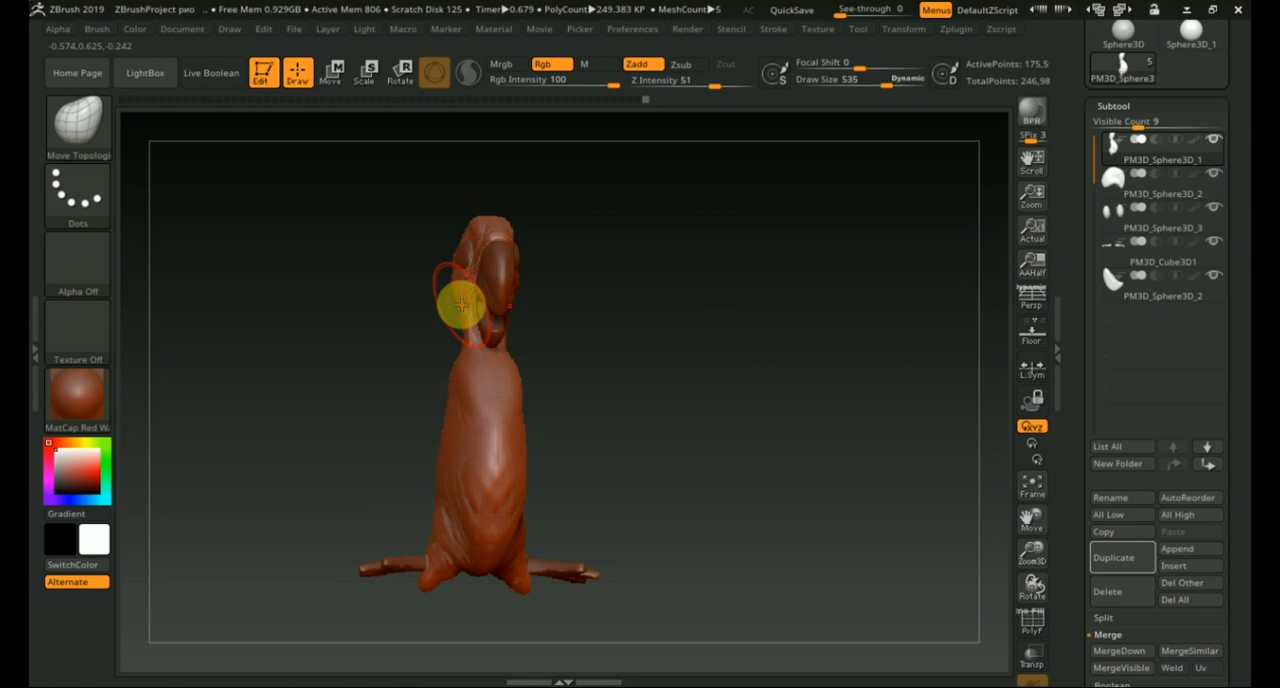 ZBrush 2019 ZBrushProject рио .. • Free Mem 0.929GB • Active Mem 806 • Scratch Disk 125 • Timer▶0.679 • PolyCount▶249.383 KP • MeshCount▶5 AC QuickSave See-through 0 Menus DefaultZScript
Alpha Brush Color Document Draw Edit File Layer Light Macro Marker Material Movie Picker Preferences Render Stencil Stroke Texture Tool Transform Zplugin Zscript
-0.574,0.625,-0.242
Sphere3D Sphere3D_1
Home Page LightBox Live Boolean Edit Draw Move Scale Rotate
Mrgb Rgb M Zadd Zsub Zcut
Rgb Intensity 100 Z Intensity 51
Focal Shift 0
Draw Size 535 Dynamic
ActivePoints: 175,5
TotalPoints: 246,98
S
D
5
PM3D_Sphere3
Move Topologi
Dots
Alpha Off
Texture Off
MatCap Red W
Gradient
SwitchColor
Alternate
BPR
SPix 3
Scroll
Zoom
Actual
AAHalf
Dynamic
Persp
Floor
L.Sym
XYZ
Frame
Move
Zoom3D
Rotate
PolyF
Transp
Subtool
Visible Count 9
PM3D_Sphere3D_1
PM3D_Sphere3D_2
PM3D_Sphere3D_3
PM3D_Cube3D1
PM3D_Sphere3D_2
List All
New Folder
Rename AutoReorder
All Low All High
Copy Paste
Duplicate Append
Insert
Delete Del Other
Del All
Split
Merge
MergeDown MergeSimilar
MergeVisible Weld Uv
Boolean